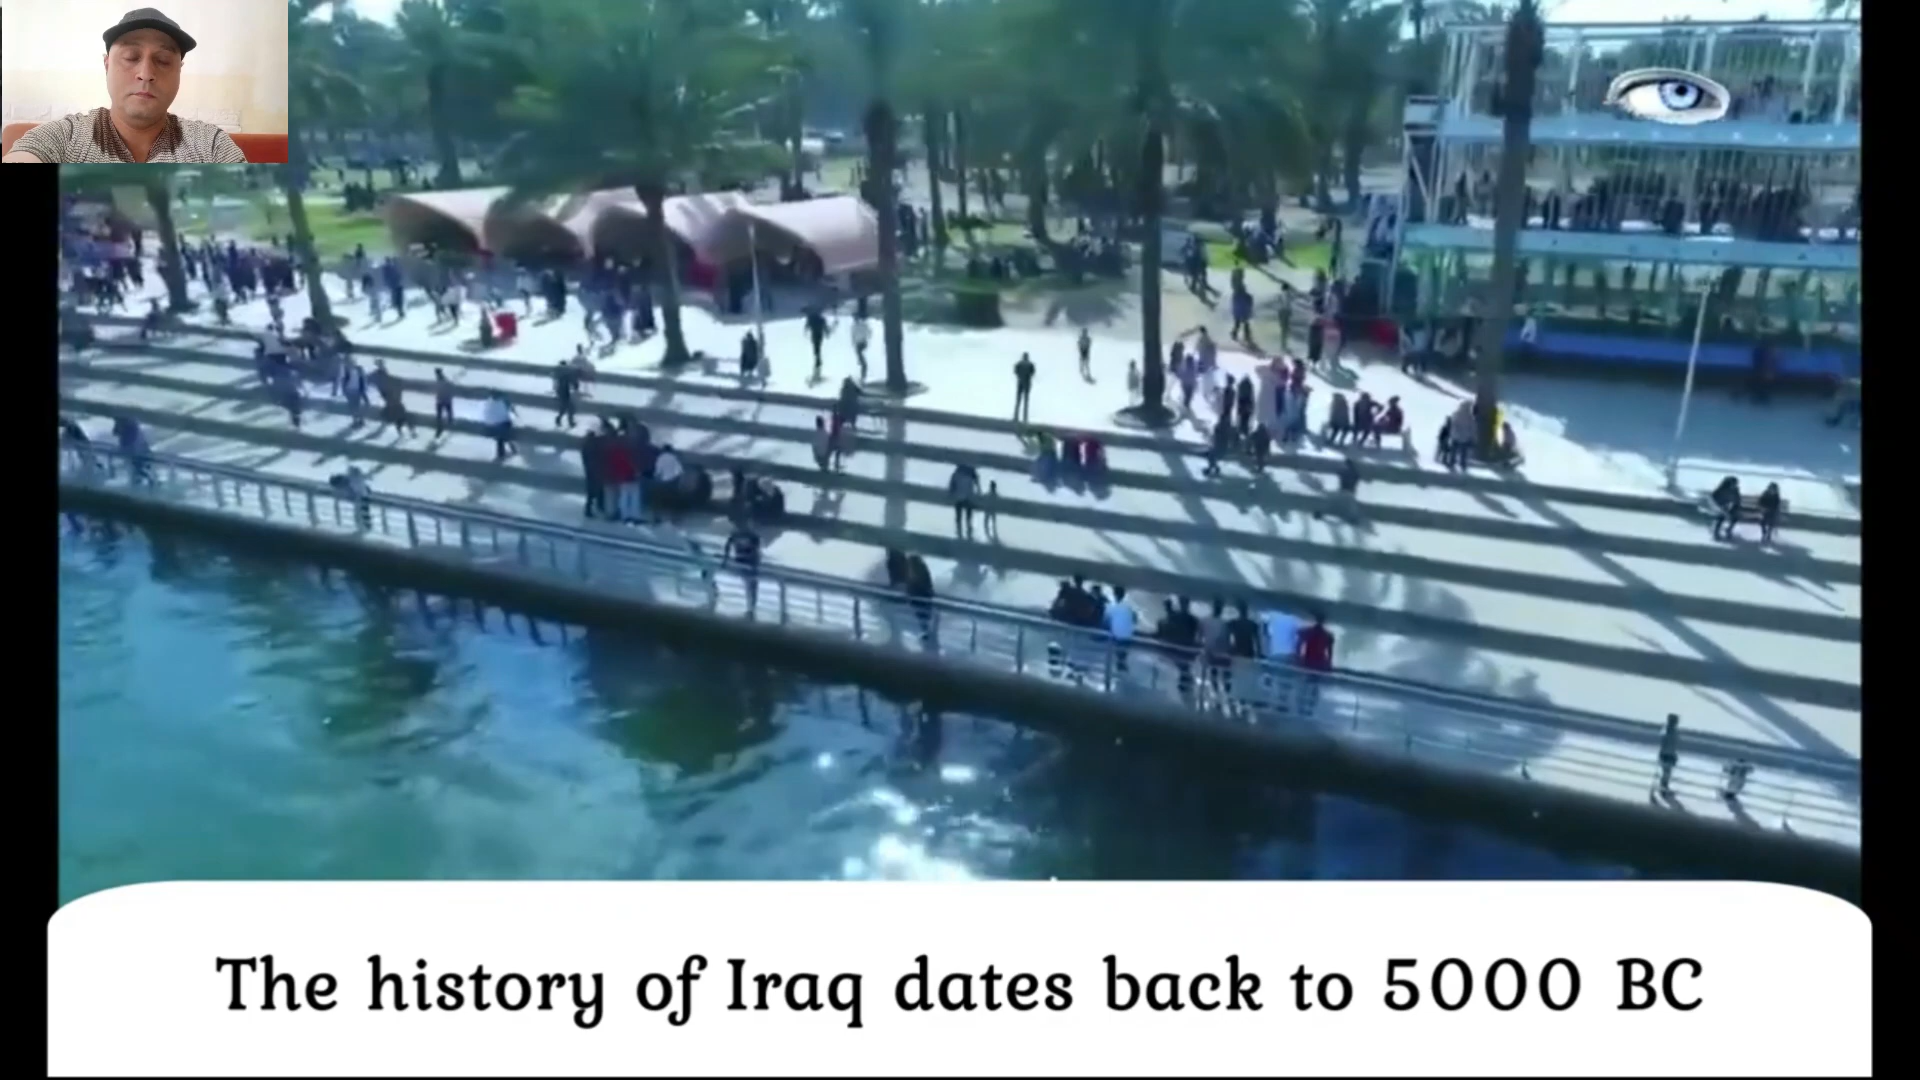 The history of Iraq dates back to 5000 BC